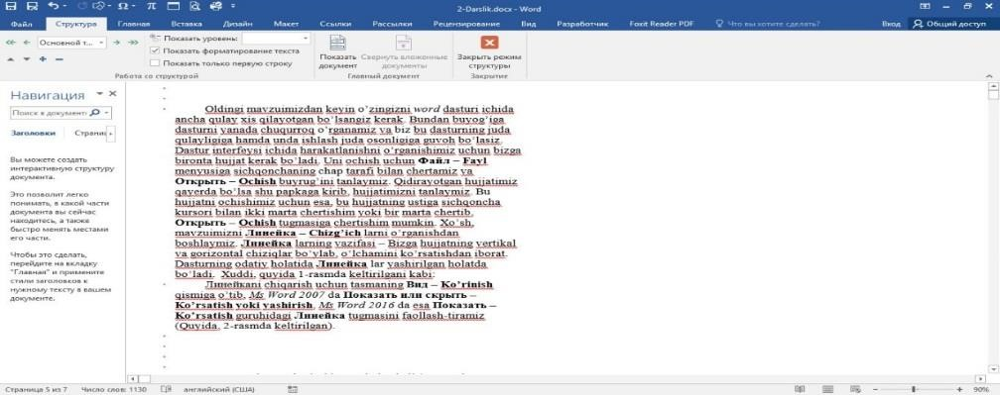 2-Darslik.docx - Word
Файл Структура Главная Вставка Дизайн Макет Ссылки Рассылки Рецензирование Вид Разработчик Foxit Reader PDF Что вы хотите сделать? Вход Общий доступ
Основной т...
Показать уровень:
Показать форматирование текста
Показать только первую строку
Работа со структурой
Показать документ
Свернуть вложенные документы
Главный документ
Закрыть режим структуры
Закрытие
Навигация
Поиск в документ
Заголовки Страни
Вы можете создать
интерактивную структуру
документа.
Это позволит легко
понимать, в какой части
документа вы сейчас
находитесь, а также
быстро менять местами
его части.
Чтобы это сделать,
перейдите на вкладку
"Главная" и примените
стили заголовков к
нужному тексту в вашем
документе.
Oldingi mavzuimizdan keyin o'zingizni word dasturi ichida
ancha qulay xis qilayotgan bo'lsangiz kerak. Bundan buyog'iga
dasturni yanada chuqurroq o'rganamiz va biz bu dasturning juda
qulayligiga hamda unda ishlash juda osonligiga guvoh bo'lasiz.
Dastur interfeysi ichida harakatlanishni o'rganishimiz uchun bizga
bironta hujjat kerak bo'ladi. Uni ochish uchun Файл – Fayl
menyusiga sichqonchaning chap tarafi bilan chertamiz va
Открыть – Ochish buyrug'ini tanlaymiz. Qidirayotgan hujjatimiz
qayerda bo'lsa shu papkaga kirib, hujjatimizni tanlaymiz. Bu
hujjatni ochishimiz uchun esa, bu hujjatning ustiga sichqoncha
kursori bilan ikki marta chertishim yoki bir marta chertib,
Открыть – Ochish tugmasiga chertishim mumkin. Xo'sh,
mavzuimizni Линейка – Chizg'ich larni o'rganishdan
boshlaymiz. Линейка larning vazifasi – Bizga hujjatning vertikal
va gorizontal chiziqlar bo'ylab, o'lchamini ko'rsatishdan iborat.
Dasturning odatiy holatida Линейка lar yashirilgan holatda
bo'ladi. Xuddi, quyida 1-rasmda keltirilgani kabi:
Линейкani chiqarish uchun tasmaning Вид – Ko'rinish
qismiga o'tib, Ms Word 2007 da Показать или скрыть –
Ko'rsatish yoki yashirish, Ms Word 2016 da esa Показать –
Ko'rsatish guruhidagi Линейка tugmasini faollash-tiramiz
(Quyida, 2-rasmda keltirilgan).
Страница 5 из 7 Число слов: 1130 английский (США) 90%